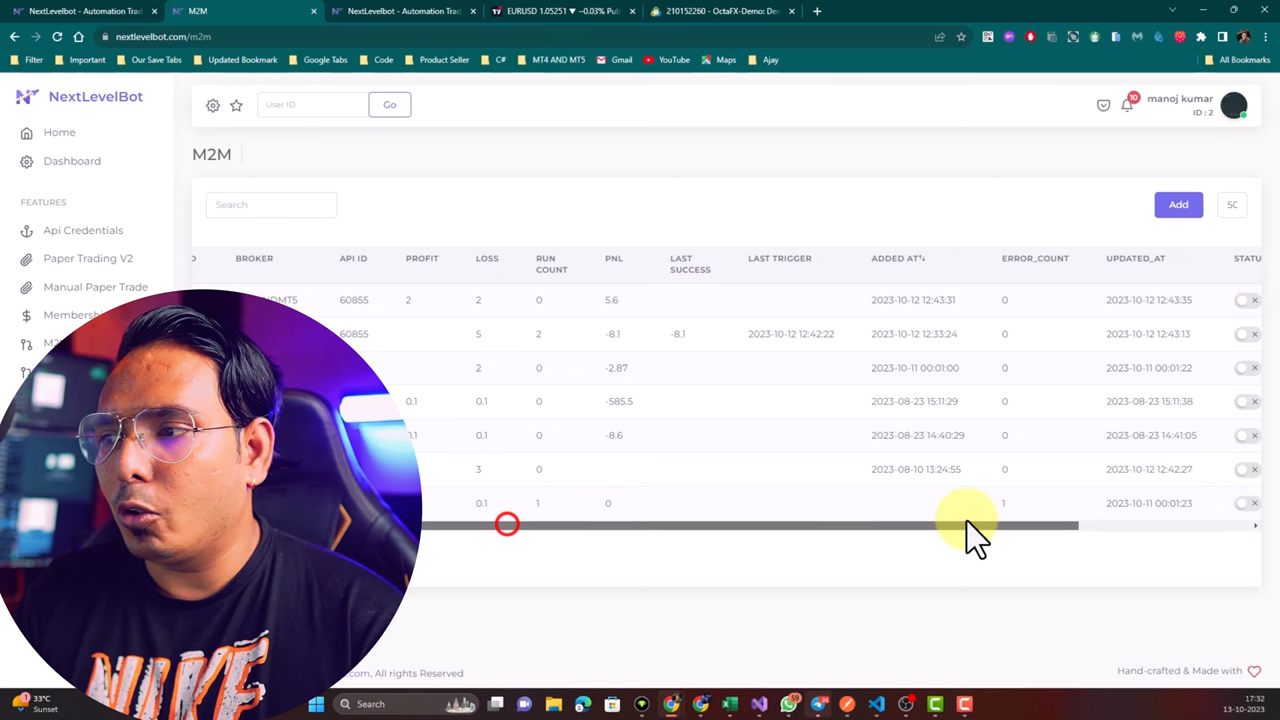 NextLevelBot - Automation Trad
M2M
NextLevelBot - Automation Trad
EURUSD 1.05251 ▼ −0.03% Pub
210152260 - OctaFX-Demo: Dem
nextlevelbot.com/m2m
Filter
Important
Our Save Tabs
Updated Bookmark
Google Tabs
Code
Product Seller
C#
MT4 AND MT5
Gmail
YouTube
Maps
Ajay
All Bookmarks
NextLevelBot
Home
Dashboard
FEATURES
Api Credentials
Paper Trading V2
Manual Paper Trade
User ID
Go
10
manoj kumar
ID : 2
M2M
Search
Add
50
BROKER API ID PROFIT LOSS RUN COUNT PNL LAST SUCCESS LAST TRIGGER ADDED AT ERROR_COUNT UPDATED_AT STATU
60855 2 2 0 5.6 2023-10-12 12:43:31 0 2023-10-12 12:43:35
60855 5 2 -8.1 -8.1 2023-10-12 12:42:22 2023-10-12 12:33:24 0 2023-10-12 12:43:13
2 0 -2.87 2023-10-11 00:01:00 0 2023-10-11 00:01:22
0.1 0.1 0 -585.5 2023-08-23 15:11:29 0 2023-08-23 15:11:38
0.1 0 -8.6 2023-08-23 14:40:29 0 2023-08-23 14:41:05
3 0 2023-08-10 13:24:55 0 2023-10-12 12:42:27
0.1 1 0 1 2023-10-11 00:01:23
.com, All rights Reserved
Hand-crafted & Made with
NIKE
33°C
Sunset
Search
59
17:32
13-10-2023